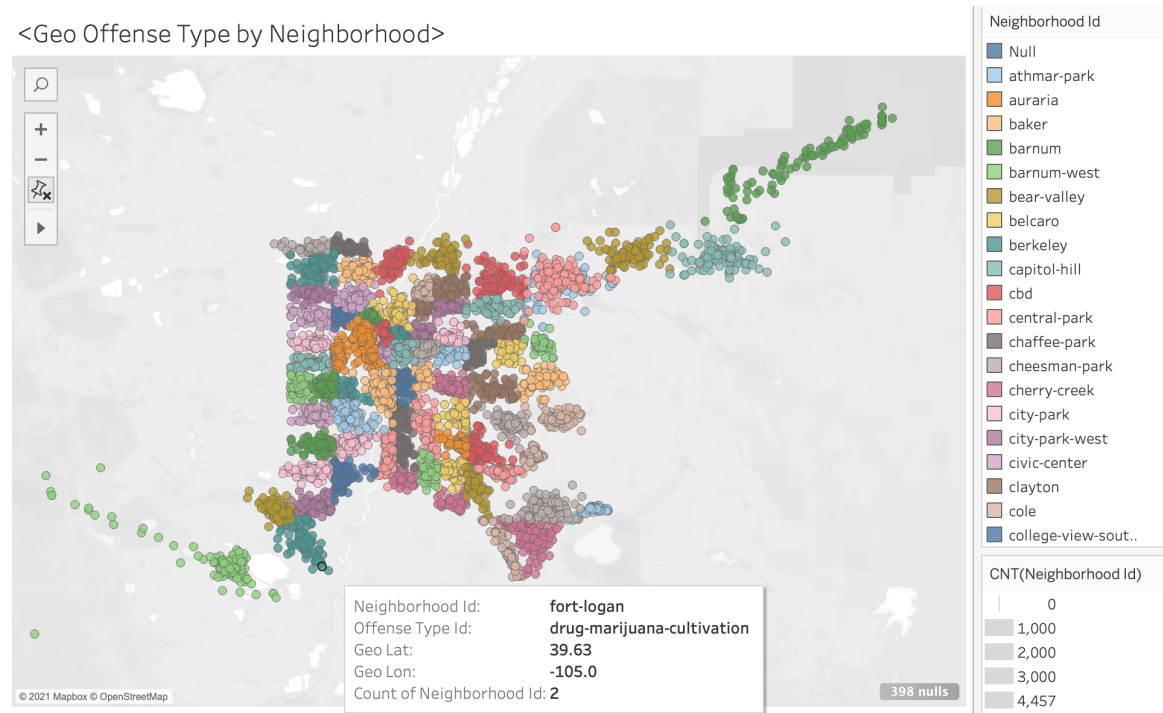 <Geo Offense Type by Neighborhood>
Neighborhood Id
Null
athmar-park
auraria
baker
barnum
barnum-west
bear-valley
belcaro
berkeley
capitol-hill
cbd
central-park
chaffee-park
cheesman-park
cherry-creek
city-park
city-park-west
civic-center
clayton
cole
college-view-sout..
CNT(Neighborhood Id)
0
1,000
2,000
3,000
4,457
Neighborhood Id: fort-logan
Offense Type Id: drug-marijuana-cultivation
Geo Lat: 39.63
Geo Lon: -105.0
Count of Neighborhood Id: 2
© 2021 Mapbox © OpenStreetMap
398 nulls